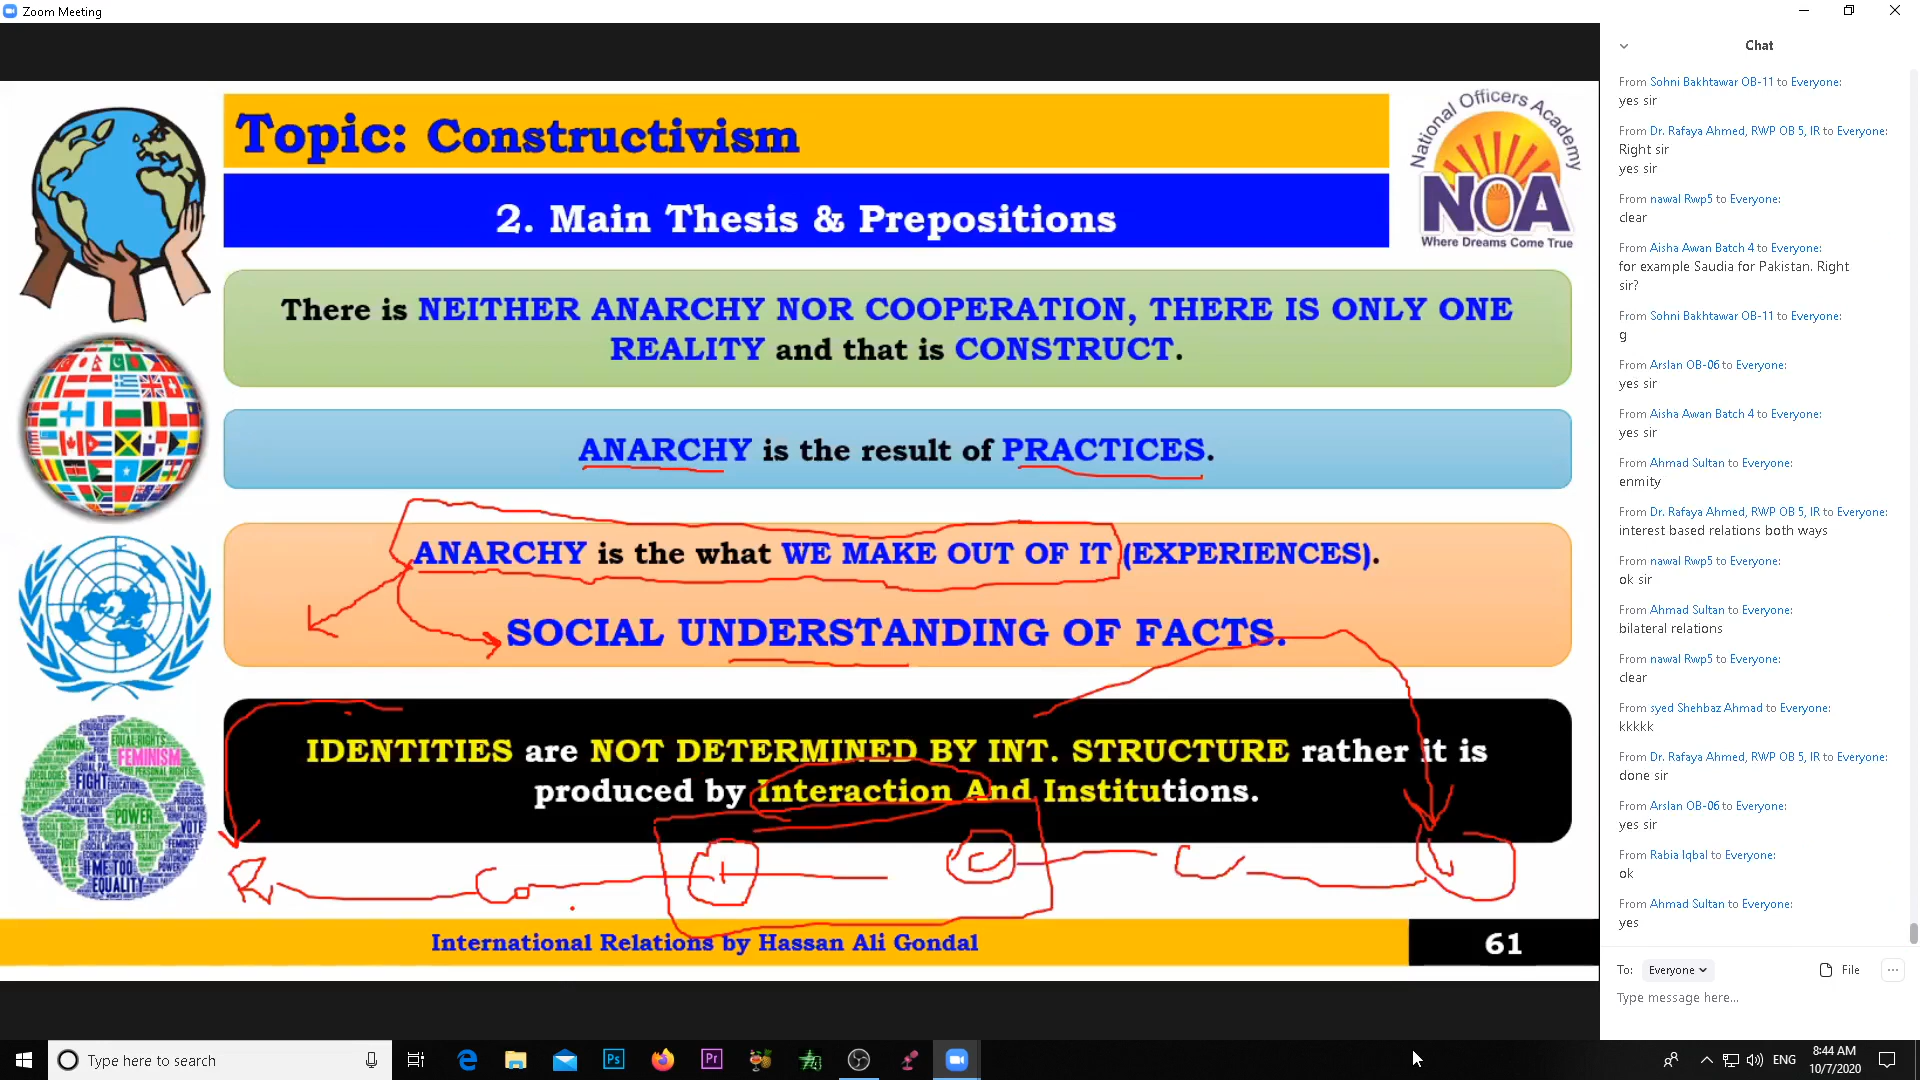 Zoom Meeting
Topic: Constructivism
National Officers Academy
NOA
Where Dreams Come True
2. Main Thesis & Prepositions
There is NEITHER ANARCHY NOR COOPERATION, THERE IS ONLY ONE
REALITY and that is CONSTRUCT.
ANARCHY is the result of PRACTICES.
ANARCHY is the what WE MAKE OUT OF IT (EXPERIENCES).
SOCIAL UNDERSTANDING OF FACTS.
IDENTITIES are NOT DETERMINED BY INT. STRUCTURE rather it is
produced by Interaction And Institutions.
WOMEN
FEMINISM
FIGHT
POWER
VOTE
#ME TOO
EQUALITY
International Relations by Hassan Ali Gondal
61
Chat
From Sohni Bakhtawar OB-11 to Everyone:
yes sir
From Dr. Rafaya Ahmed, RWP OB 5, IR to Everyone:
Right sir
yes sir
From nawal Rwp5 to Everyone:
clear
From Aisha Awan Batch 4 to Everyone:
for example Saudia for Pakistan. Right
sir?
From Sohni Bakhtawar OB-11 to Everyone:
g
From Arslan OB-06 to Everyone:
yes sir
From Aisha Awan Batch 4 to Everyone:
yes sir
From Ahmad Sultan to Everyone:
enmity
From Dr. Rafaya Ahmed, RWP OB 5, IR to Everyone:
interest based relations both ways
From nawal Rwp5 to Everyone:
ok sir
From Ahmad Sultan to Everyone:
bilateral relations
From nawal Rwp5 to Everyone:
clear
From syed Shehbaz Ahmad to Everyone:
kkkkk
From Dr. Rafaya Ahmed, RWP OB 5, IR to Everyone:
done sir
From Arslan OB-06 to Everyone:
yes sir
From Rabia Iqbal to Everyone:
ok
From Ahmad Sultan to Everyone:
yes
To: Everyone
File
Type message here...
Type here to search
Ps
Pr
ENG
8:44 AM
10/7/2020